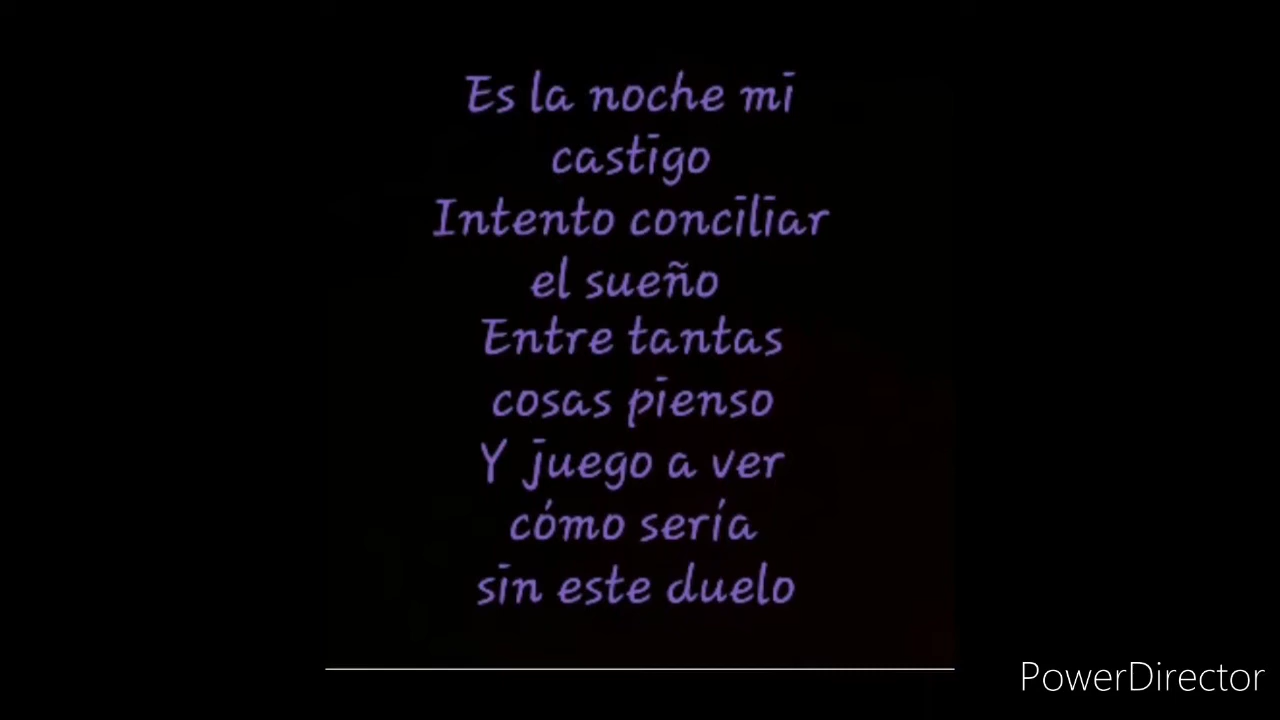 Es la noche mi
castigo
Intento conciliar
el sueño
Entre tantas
cosas pienso
Y juego a ver
cómo sería
sin este duelo
PowerDirector